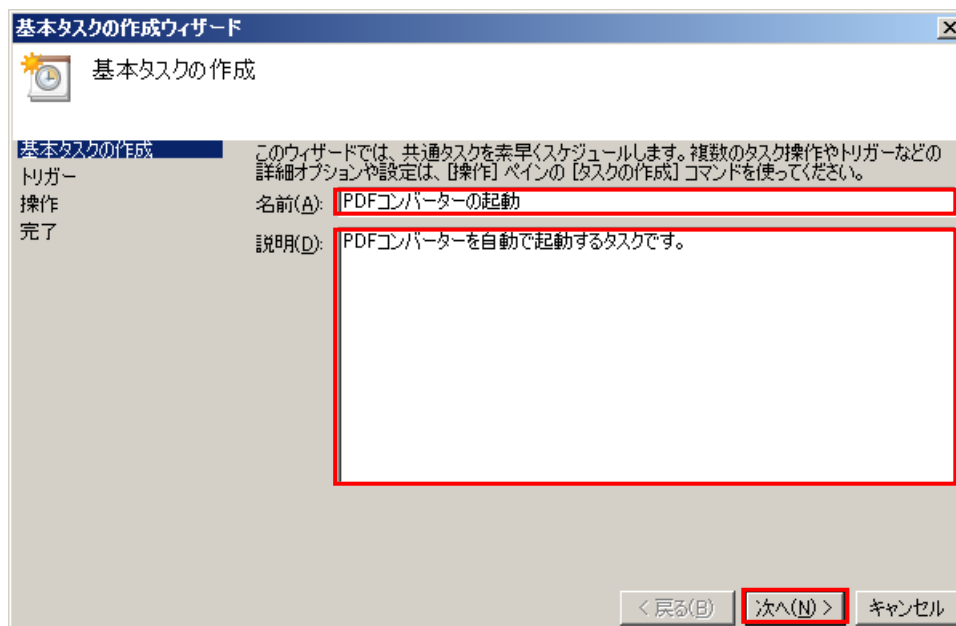 基本タスクの作成ウィザード
基本タスクの作成
基本タスクの作成
トリガー
操作
完了
このウィザードでは、共通タスクを素早くスケジュールします。複数のタスク操作やトリガーなどの
詳細オプションや設定は、[操作] ペインの [タスクの作成] コマンドを使ってください。
名前(A): PDFコンバーターの起動
説明(D): PDFコンバーターを自動で起動するタスクです。
< 戻る(B) 次へ(N) > キャンセル